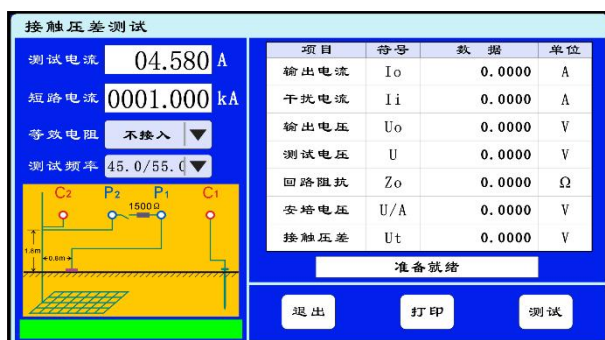 接触压差测试
测试电流 04.580 A
短路电流 0001.000 kA
等效电阻 不接入
测试频率 45.0/55.0
C2 P2 P1 C1
1500Ω
1.8m
0.8m
项目 符号 数据 单位
输出电流 Io 0.0000 A
干扰电流 Ii 0.0000 A
输出电压 Uo 0.0000 V
测试电压 U 0.0000 V
回路阻抗 Zo 0.0000 Ω
安培电压 U/A 0.0000 V
接触压差 Ut 0.0000 V
准备就绪
退出 打印 测试